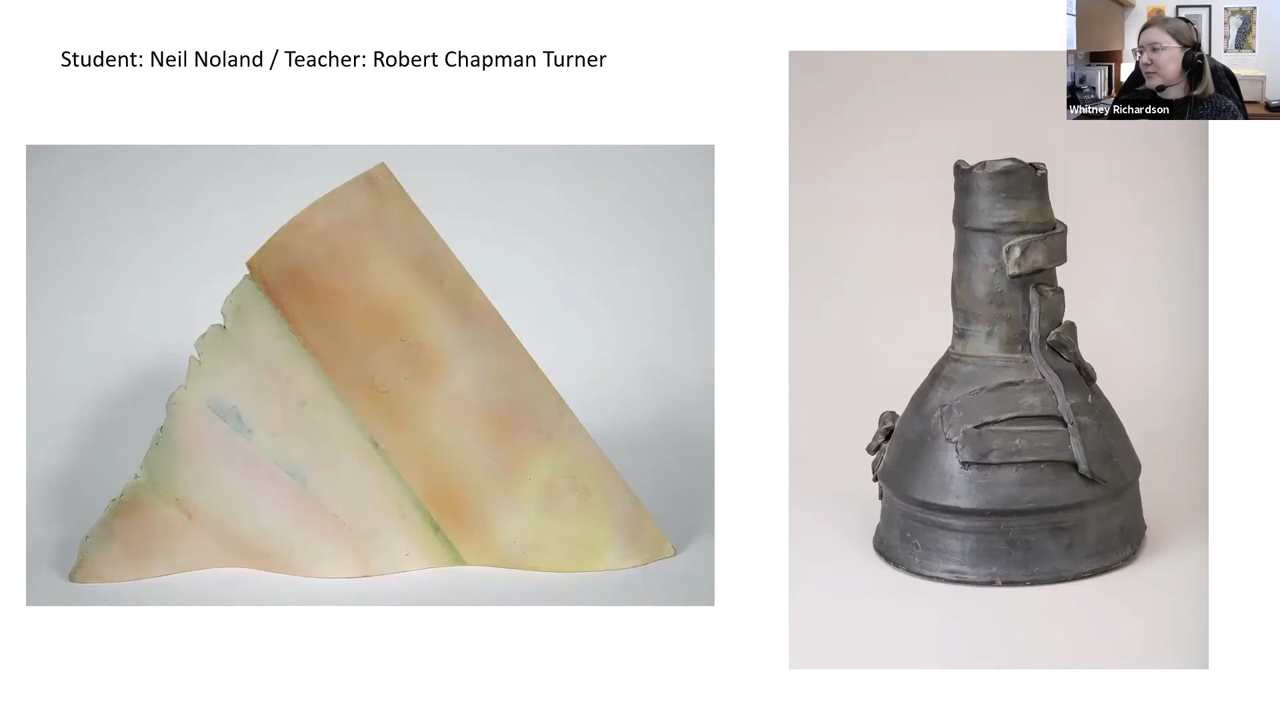 Student: Neil Noland / Teacher: Robert Chapman Turner
Whitney Richardson